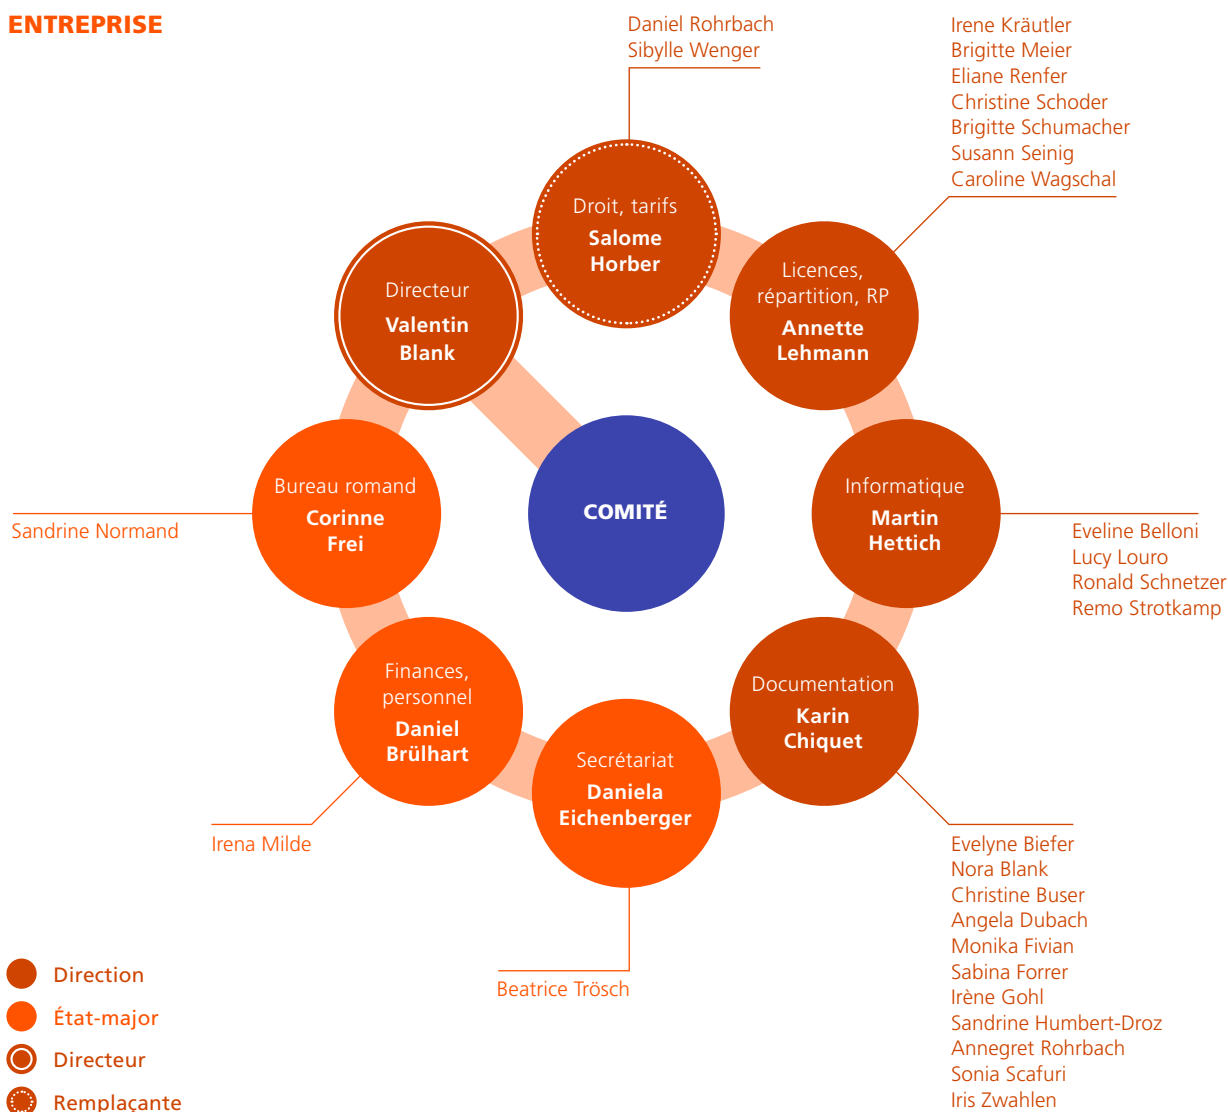 ENTREPRISE
Daniel Rohrbach
Sibylle Wenger
Irene Kräutler
Brigitte Meier
Eliane Renfer
Christine Schoder
Brigitte Schumacher
Susann Seinig
Caroline Wagschal
Droit, tarifs
Salome
Horber
Directeur
Valentin
Blank
Licences,
répartition, RP
Annette
Lehmann
Bureau romand
Corinne
Frei
COMITÉ
Informatique
Martin
Hettich
Sandrine Normand
Eveline Belloni
Lucy Louro
Ronald Schnetzer
Remo Strotkamp
Finances,
personnel
Daniel
Brülhart
Documentation
Karin
Chiquet
Secrétariat
Daniela
Eichenberger
Irena Milde
Beatrice Trösch
Evelyne Biefer
Nora Blank
Christine Buser
Angela Dubach
Monika Fivian
Sabina Forrer
Irène Gohl
Sandrine Humbert-Droz
Annegret Rohrbach
Sonia Scafuri
Iris Zwahlen
Direction
État-major
Directeur
Remplaçante